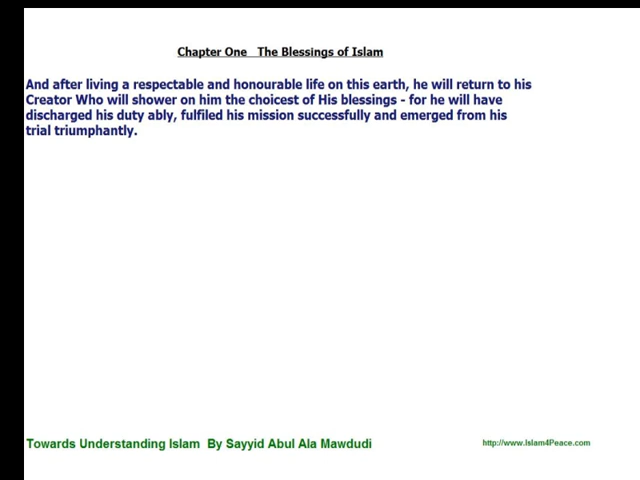 Chapter One   The Blessings of Islam
And after living a respectable and honourable life on this earth, he will return to his
Creator Who will shower on him the choicest of His blessings - for he will have
discharged his duty ably, fulfiled his mission successfully and emerged from his
trial triumphantly.
Towards Understanding Islam  By Sayyid Abul Ala Mawdudi
http://www.Islam4Peace.com